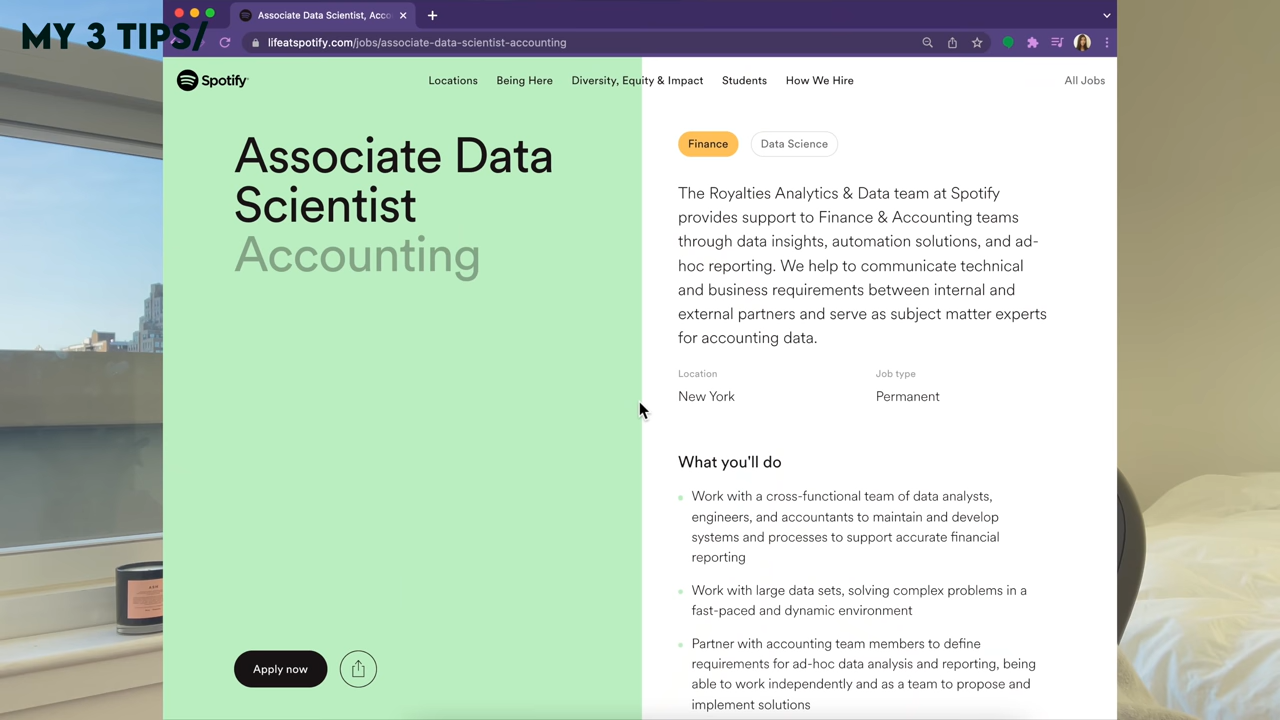 MY 3 TIPS/
Associate Data Scientist, Acco
lifeatspotify.com/jobs/associate-data-scientist-accounting
Spotify
Locations
Being Here
Diversity, Equity & Impact
Students
How We Hire
All Jobs
Associate Data
Scientist
Accounting
Apply now
Finance
Data Science
The Royalties Analytics & Data team at Spotify
provides support to Finance & Accounting teams
through data insights, automation solutions, and ad-
hoc reporting. We help to communicate technical
and business requirements between internal and
external partners and serve as subject matter experts
for accounting data.
Location
Job type
New York
Permanent
What you'll do
Work with a cross-functional team of data analysts,
engineers, and accountants to maintain and develop
systems and processes to support accurate financial
reporting
Work with large data sets, solving complex problems in a
fast-paced and dynamic environment
Partner with accounting team members to define
requirements for ad-hoc data analysis and reporting, being
able to work independently and as a team to propose and
implement solutions